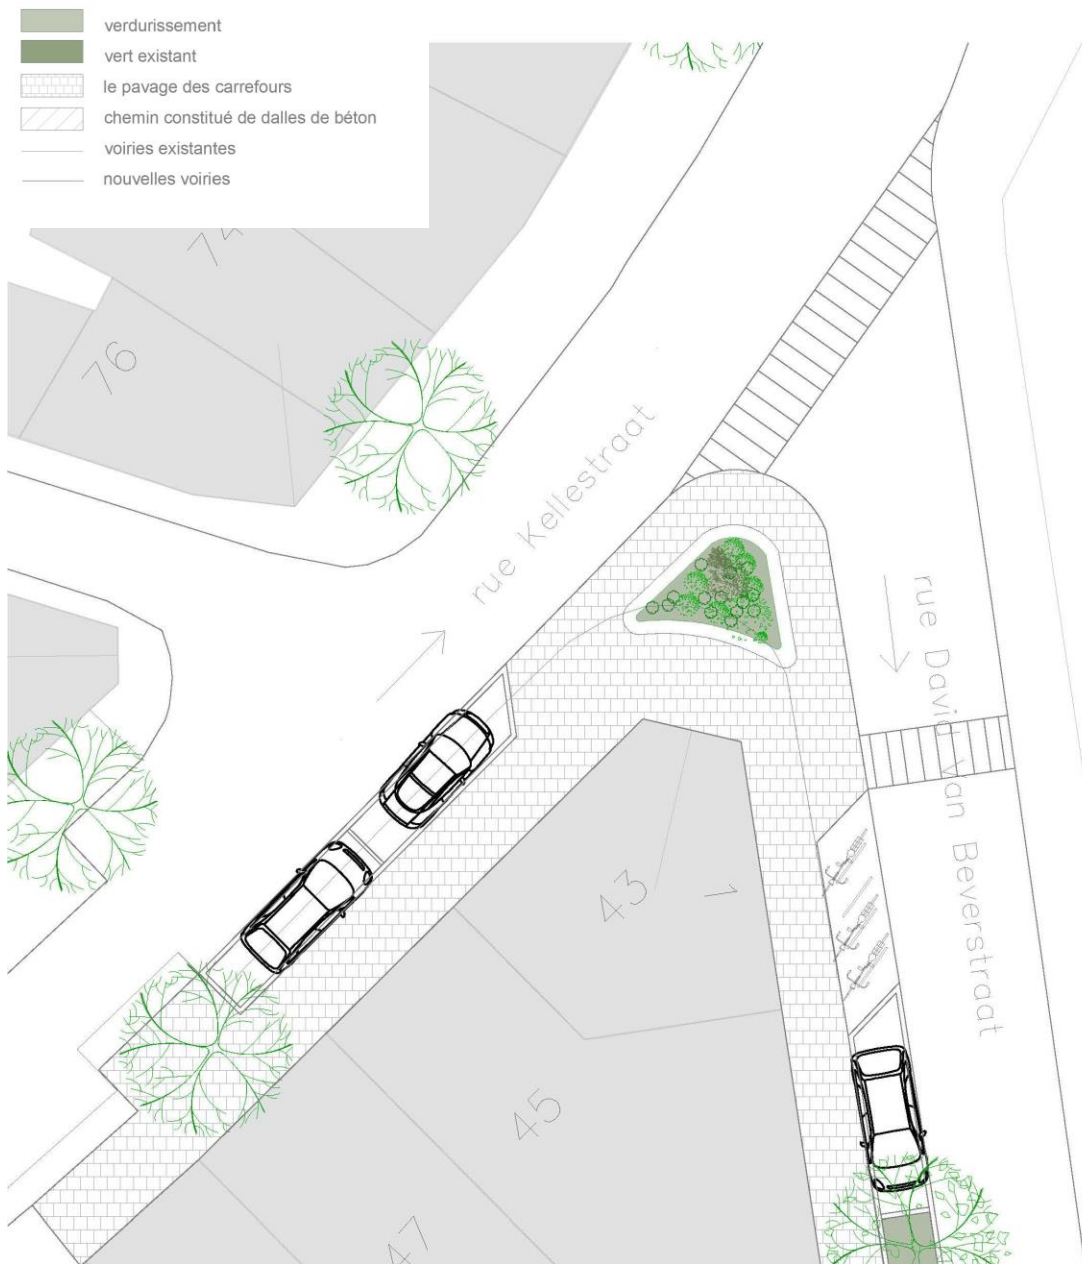 verdurissement
vert existant
le pavage des carrefours
chemin constitué de dalles de béton
voiries existantes
nouvelles voiries
74
76
rue Kellestraat
rue David Van Beverstraat
43
1
45
47